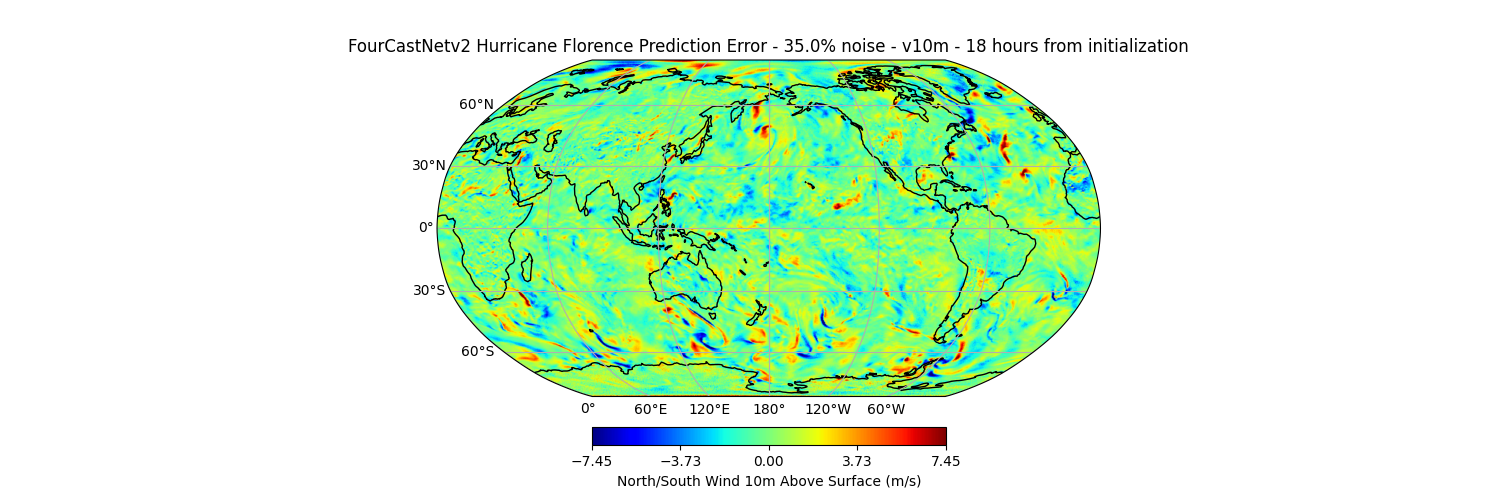 FourCastNetv2 Hurricane Florence Prediction Error - 35.0% noise - v10m - 18 hours from initialization
60°N
30°N
0°
30°S
60°S
0° 60°E 120°E 180° 120°W 60°W
−7.45 −3.73 0.00 3.73 7.45
North/South Wind 10m Above Surface (m/s)